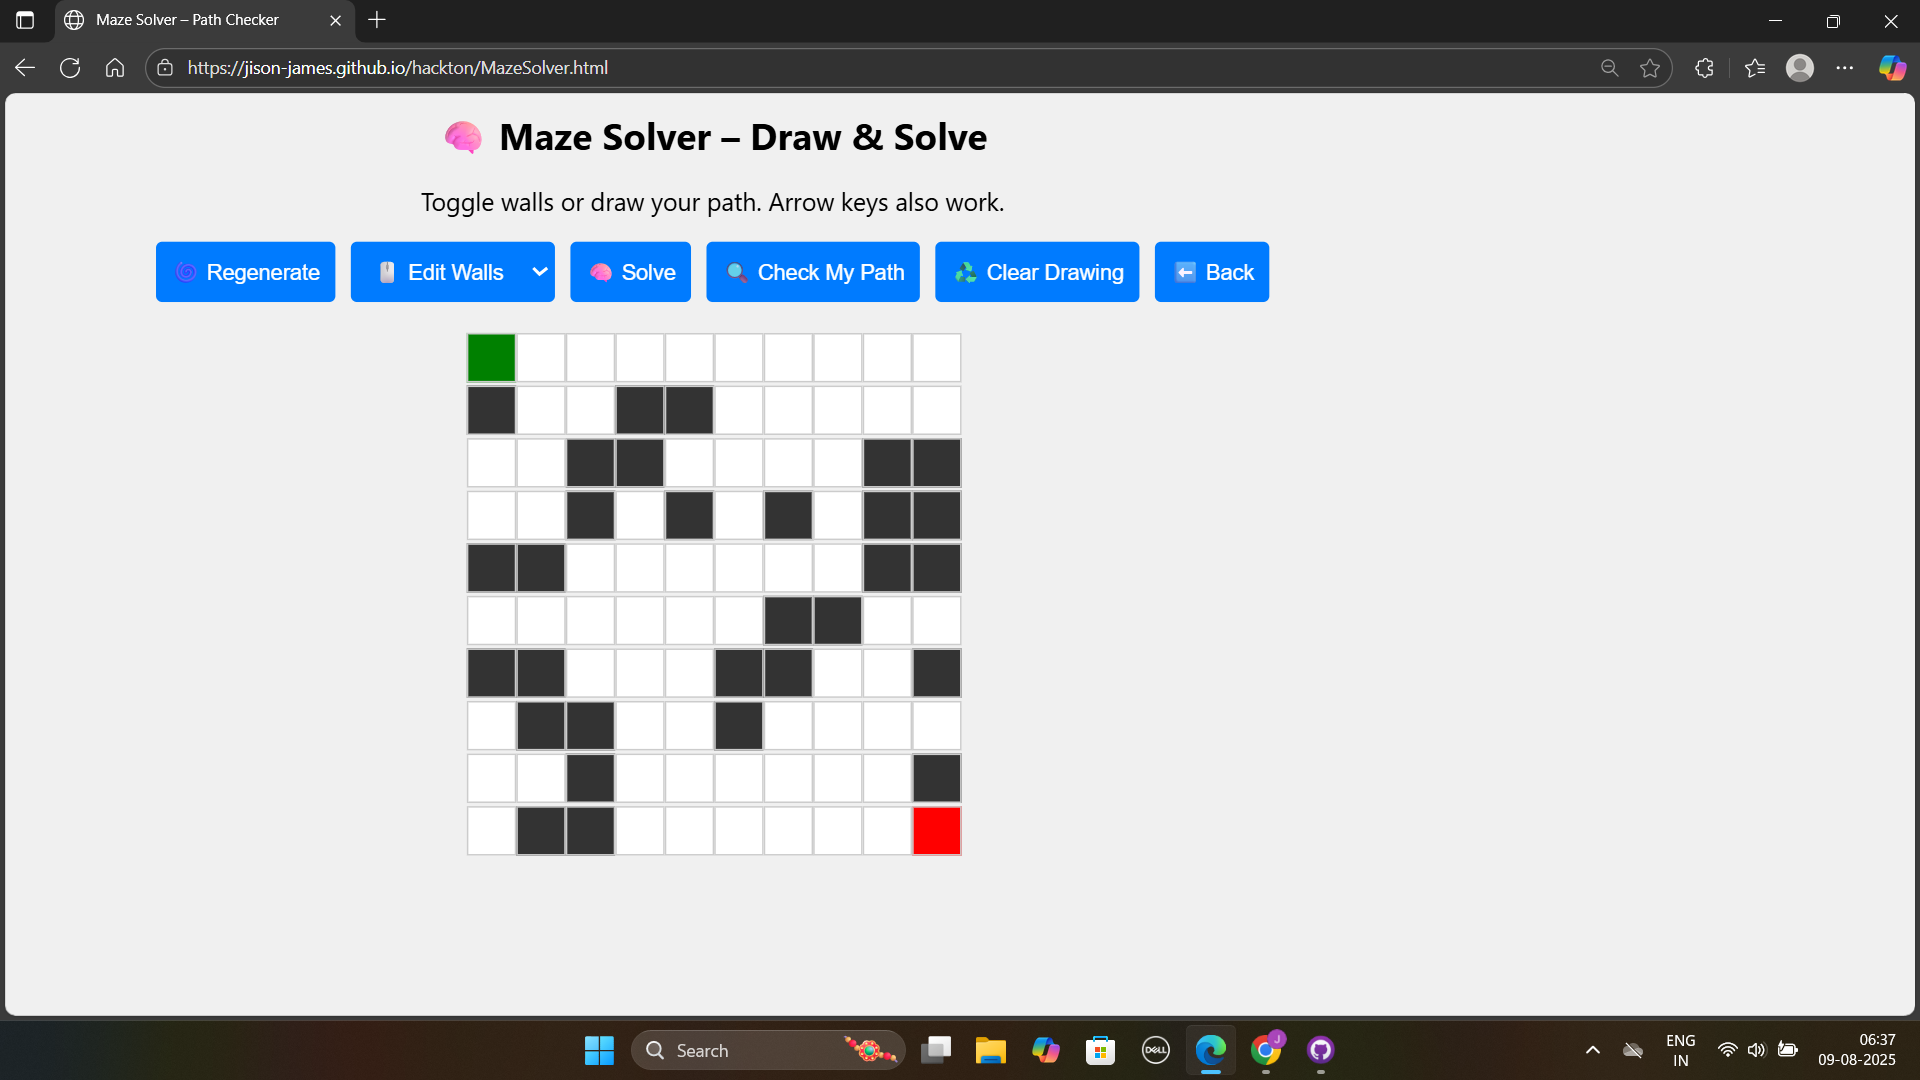 Maze Solver – Path Checker
https://jison-james.github.io/hackton/MazeSolver.html
Maze Solver – Draw & Solve
Toggle walls or draw your path. Arrow keys also work.
Regenerate
Edit Walls
Solve
Check My Path
Clear Drawing
Back
Search
DELL
J
ENG
IN
06:37
09-08-2025